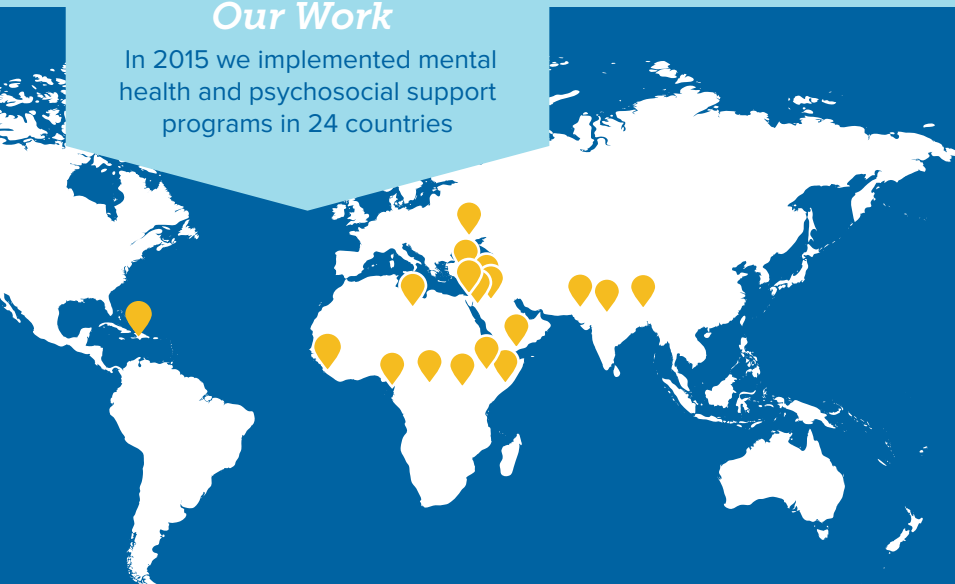 Our Work
In 2015 we implemented mental
health and psychosocial support
programs in 24 countries